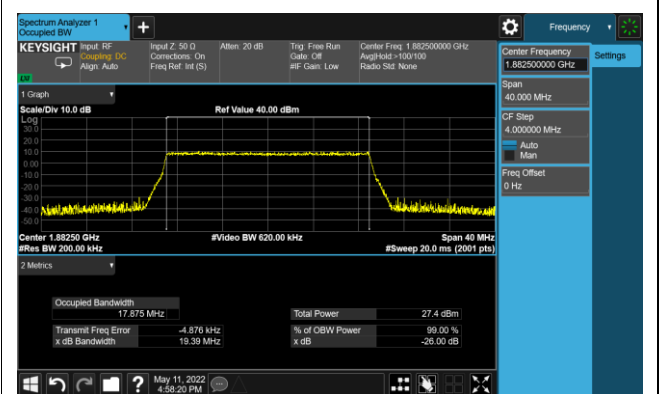 Spectrum Analyzer 1
Occupied BW
Frequency
KEYSIGHT
Input: RF
Coupling: DC
Align: Auto
Input Z: 50 Ω
Corrections: On
Freq Ref: Int (S)
Atten: 20 dB
Trig: Free Run
Gate: Off
#IF Gain: Low
Center Freq: 1.882500000 GHz
Avg|Hold:>100/100
Radio Std: None
Center Frequency
1.882500000 GHz
Settings
Span
40.000 MHz
CF Step
4.000000 MHz
Auto
Man
Freq Offset
0 Hz
1 Graph
Scale/Div 10.0 dB
Ref Value 40.00 dBm
Log
30.0
20.0
10.0
0.00
-10.0
-20.0
-30.0
-40.0
-50.0
Center 1.88250 GHz
#Video BW 620.00 kHz
Span 40 MHz
#Res BW 200.00 kHz
#Sweep 20.0 ms (2001 pts)
2 Metrics
Occupied Bandwidth
17.875 MHz
Total Power
27.4 dBm
Transmit Freq Error
-4.876 kHz
% of OBW Power
99.00 %
x dB Bandwidth
19.39 MHz
x dB
-26.00 dB
May 11, 2022
4:58:20 PM